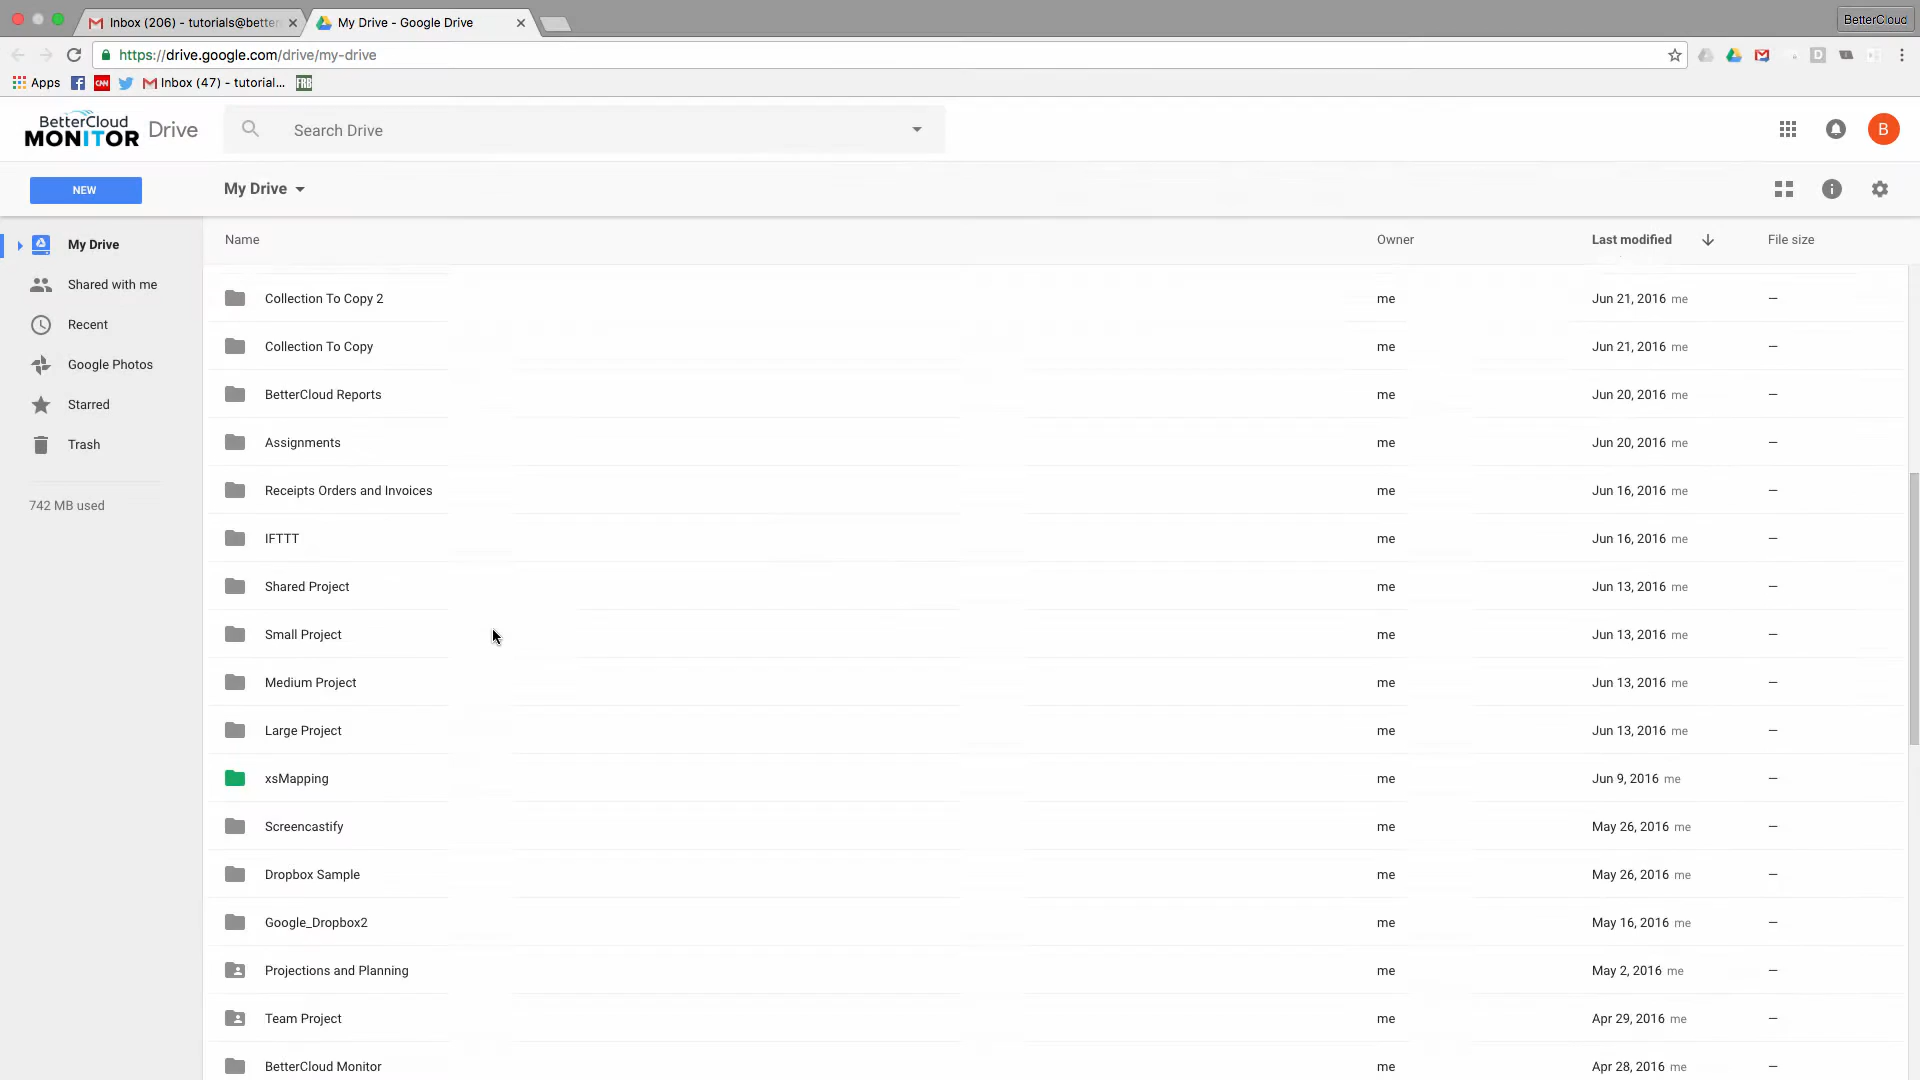 Inbox (206) - tutorials@better
My Drive - Google Drive
BetterCloud
https://drive.google.com/drive/my-drive
Apps
CNN
Inbox (47) - tutorial...
FRB
BetterCloud
MONITOR
Drive
Search Drive
B
NEW
My Drive
My Drive
Shared with me
Recent
Google Photos
Starred
Trash
742 MB used
Name Owner Last modified File size
Collection To Copy 2 me Jun 21, 2016 me —
Collection To Copy me Jun 21, 2016 me —
BetterCloud Reports me Jun 20, 2016 me —
Assignments me Jun 20, 2016 me —
Receipts Orders and Invoices me Jun 16, 2016 me —
IFTTT me Jun 16, 2016 me —
Shared Project me Jun 13, 2016 me —
Small Project me Jun 13, 2016 me —
Medium Project me Jun 13, 2016 me —
Large Project me Jun 13, 2016 me —
xsMapping me Jun 9, 2016 me —
Screencastify me May 26, 2016 me —
Dropbox Sample me May 26, 2016 me —
Google_Dropbox2 me May 16, 2016 me —
Projections and Planning me May 2, 2016 me —
Team Project me Apr 29, 2016 me —
BetterCloud Monitor me Apr 28, 2016 me —